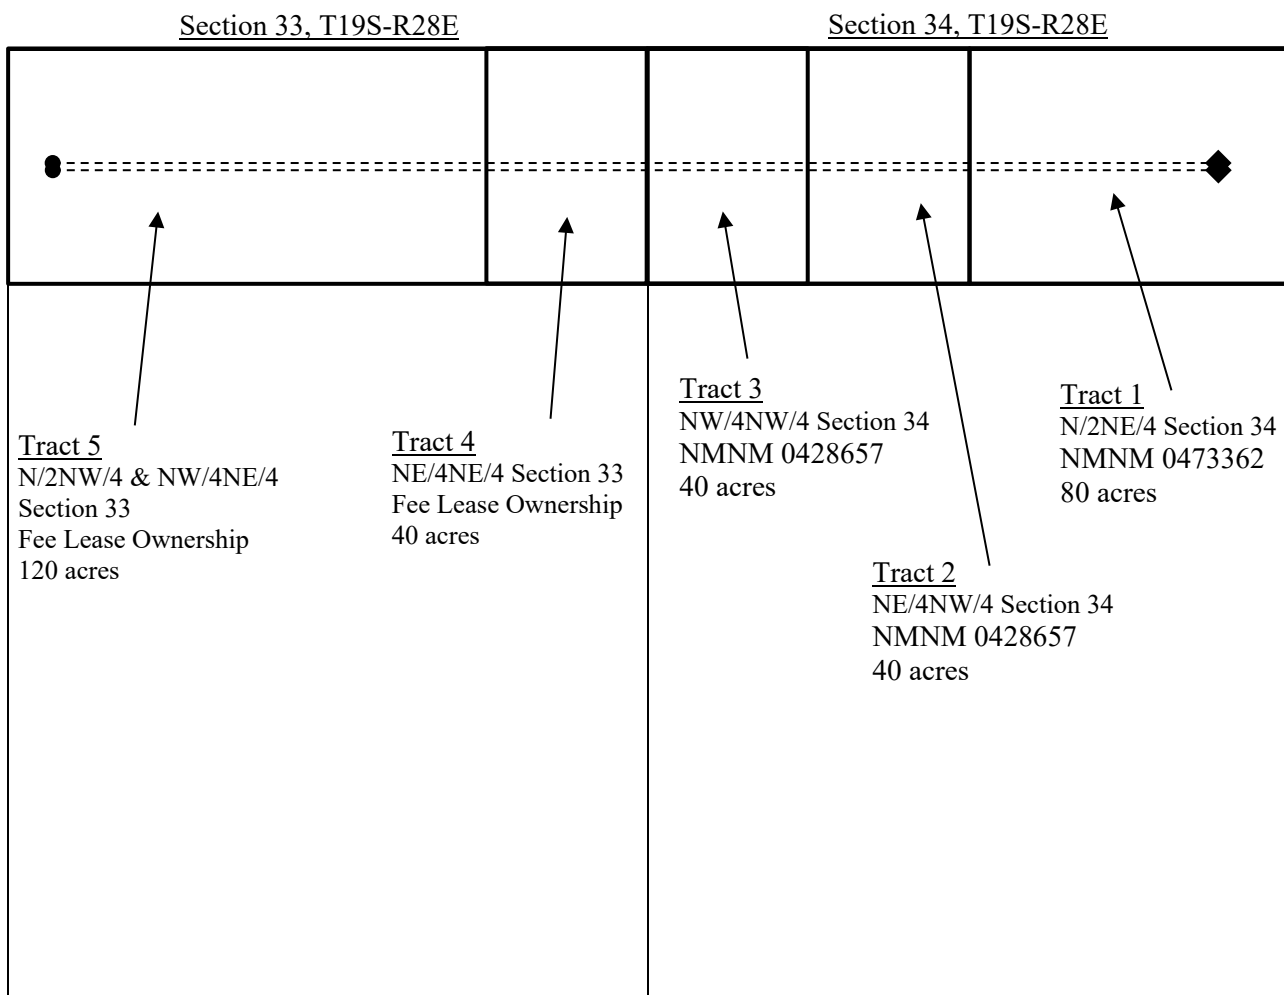 Section 33, T19S-R28E
Section 34, T19S-R28E
Tract 5
N/2NW/4 & NW/4NE/4
Section 33
Fee Lease Ownership
120 acres
Tract 4
NE/4NE/4 Section 33
Fee Lease Ownership
40 acres
Tract 3
NW/4NW/4 Section 34
NMNM 0428657
40 acres
Tract 2
NE/4NW/4 Section 34
NMNM 0428657
40 acres
Tract 1
N/2NE/4 Section 34
NMNM 0473362
80 acres